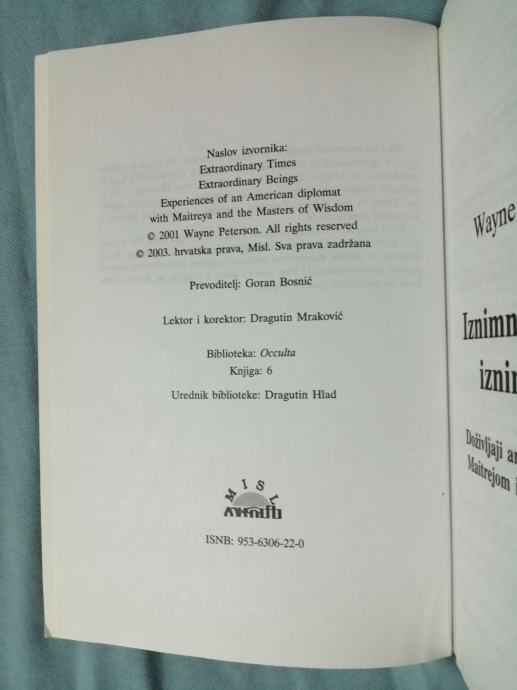 Naslov izvornika:
Extraordinary Times
Extraordinary Beings
Experiences of an American diplomat
with Maitreya and the Masters of Wisdom
© 2001 Wayne Peterson. All rights reserved
© 2003. hrvatska prava, Misl. Sva prava zadržana
Prevoditelj: Goran Bosnić
Lektor i korektor: Dragutin Mraković
Biblioteka: Occulta
Knjiga: 6
Urednik biblioteke: Dragutin Hlad
MISL
ISNB: 953-6306-22-0
Wayne
Iznimn
iznin
Doživljaji
Maitrejom